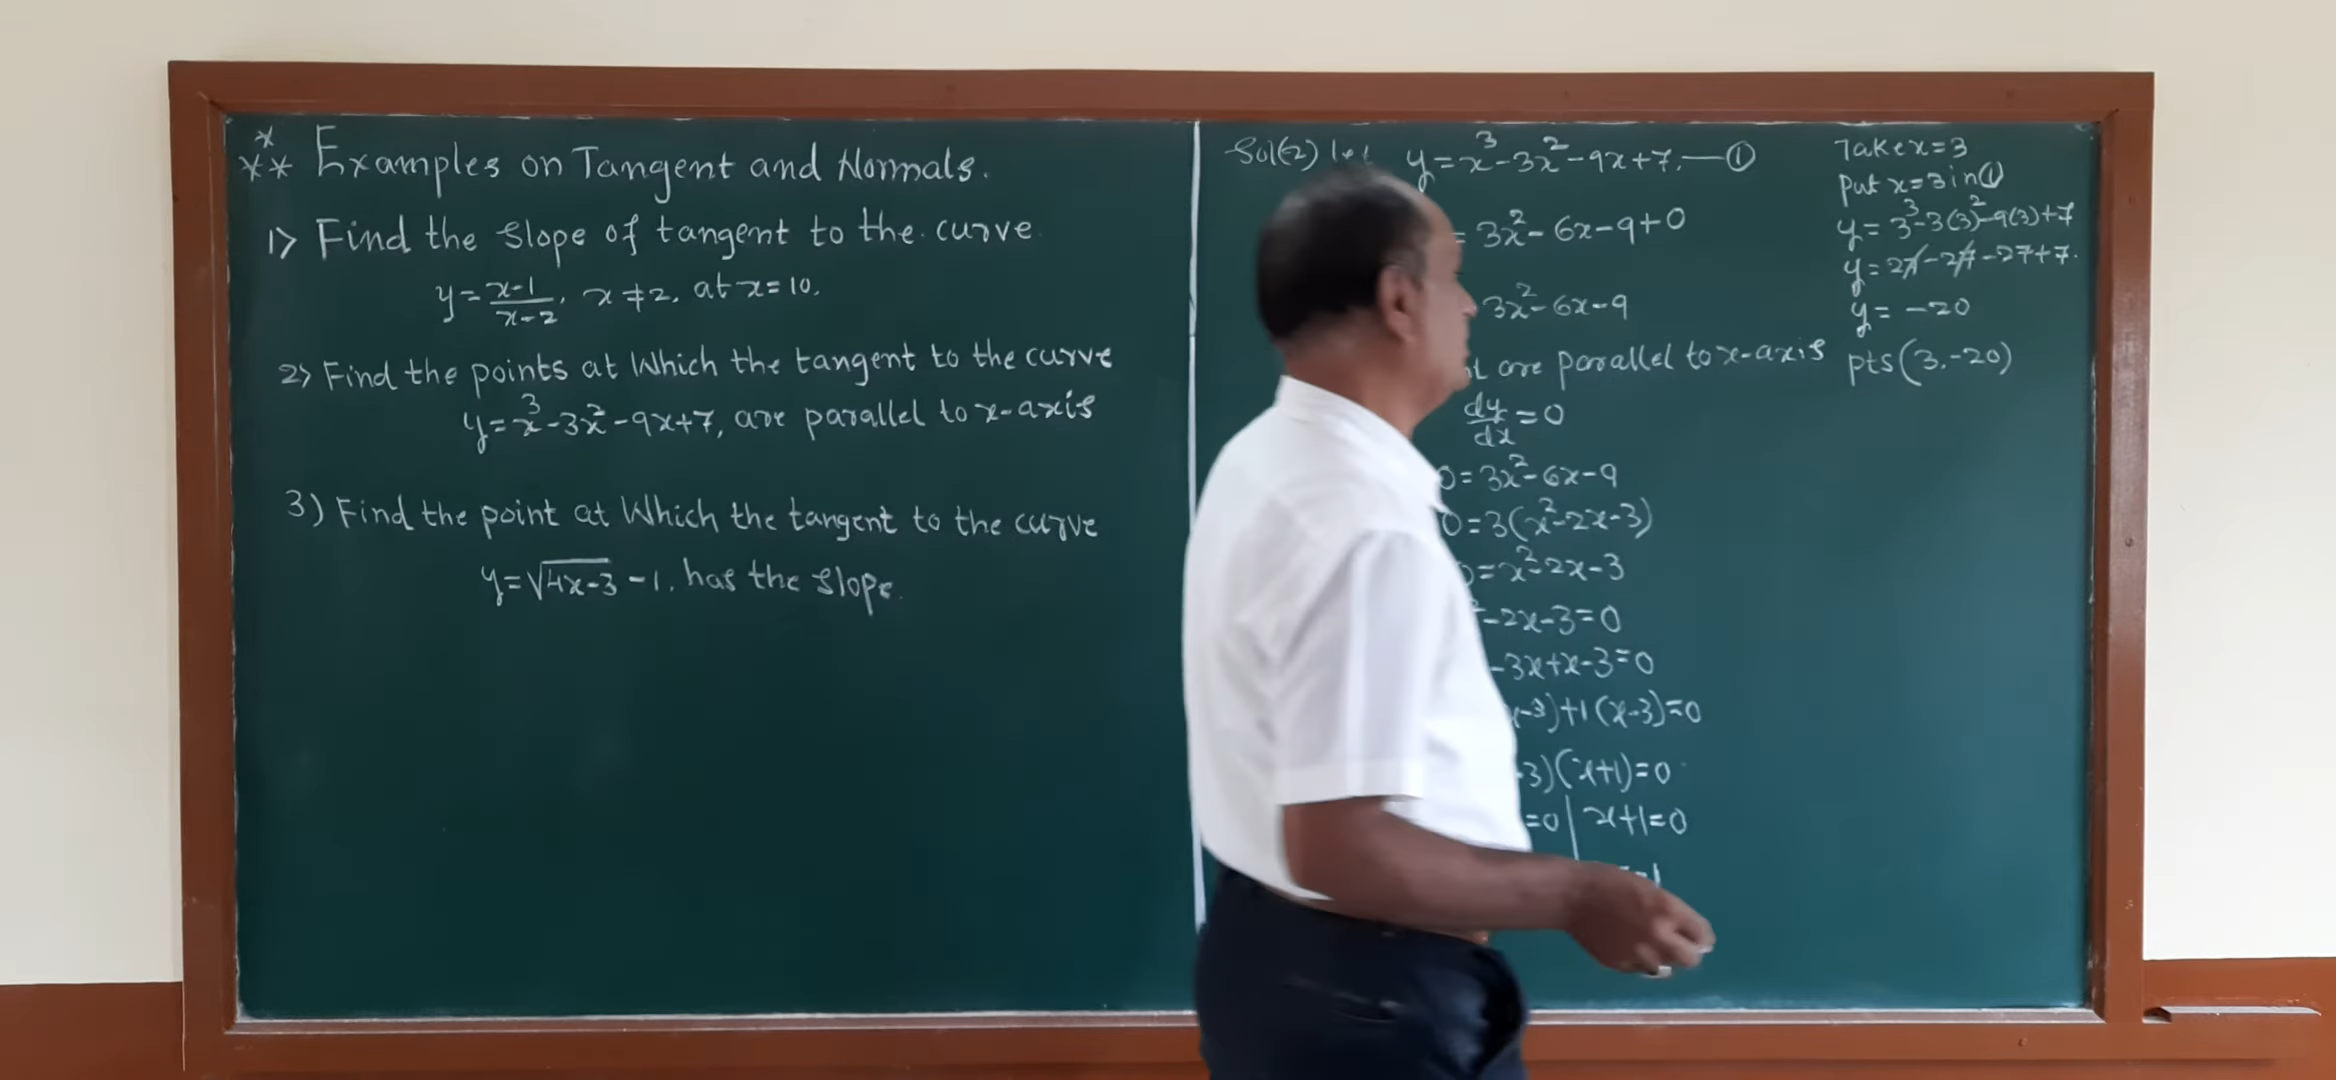 *
** Examples on Tangent and Normals.
1) Find the slope of tangent to the curve
y = x-1/x-2, x ≠ 2, at x = 10.
2) Find the points at Which the tangent to the curve
y = x³ - 3x² - 9x + 7, are parallel to x-axis
3) Find the point at Which the tangent to the curve
y = √4x-3 - 1, has the slope.
Sol(2) let y = x³ - 3x² - 9x + 7. — ①
= 3x² - 6x - 9 + 0
3x² - 6x - 9
are parallel to x-axis
dy/dx = 0
0 = 3x² - 6x - 9
0 = 3(x² - 2x - 3)
= x² - 2x - 3
- 2x - 3 = 0
- 3x + x - 3 = 0
-3) + 1(x-3) = 0
3)(x+1) = 0
= 0 | x+1 = 0
Take x = 3
Put x = 3 in ①
y = 3³ - 3(3)² - 9(3) + 7
y = 27 - 27 - 27 + 7.
y = -20
pts (3, -20)